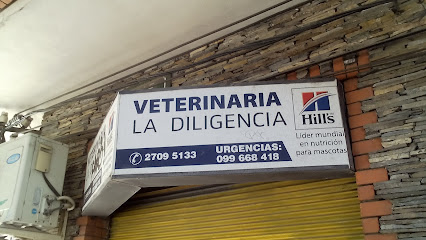 VETERINARIA
LA DILIGENCIA
2709 5133
URGENCIAS:
099 668 418
Hill's
Líder mundial
en nutrición
para mascotas